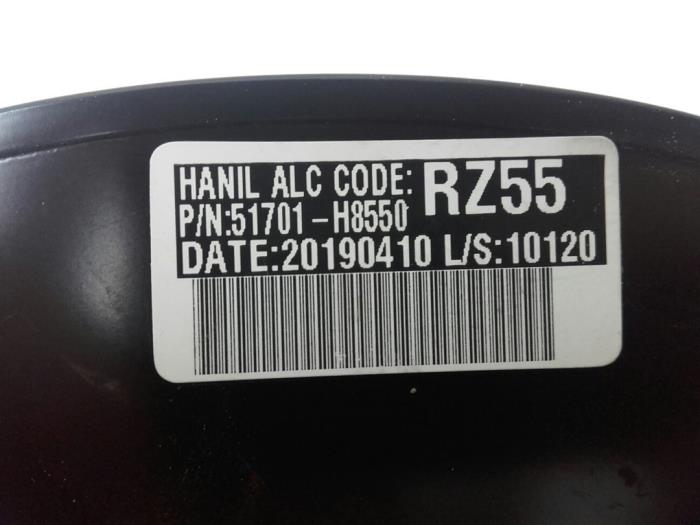 HANIL ALC CODE: RZ55
P/N:51701-H8550
DATE:20190410 L/S:10120